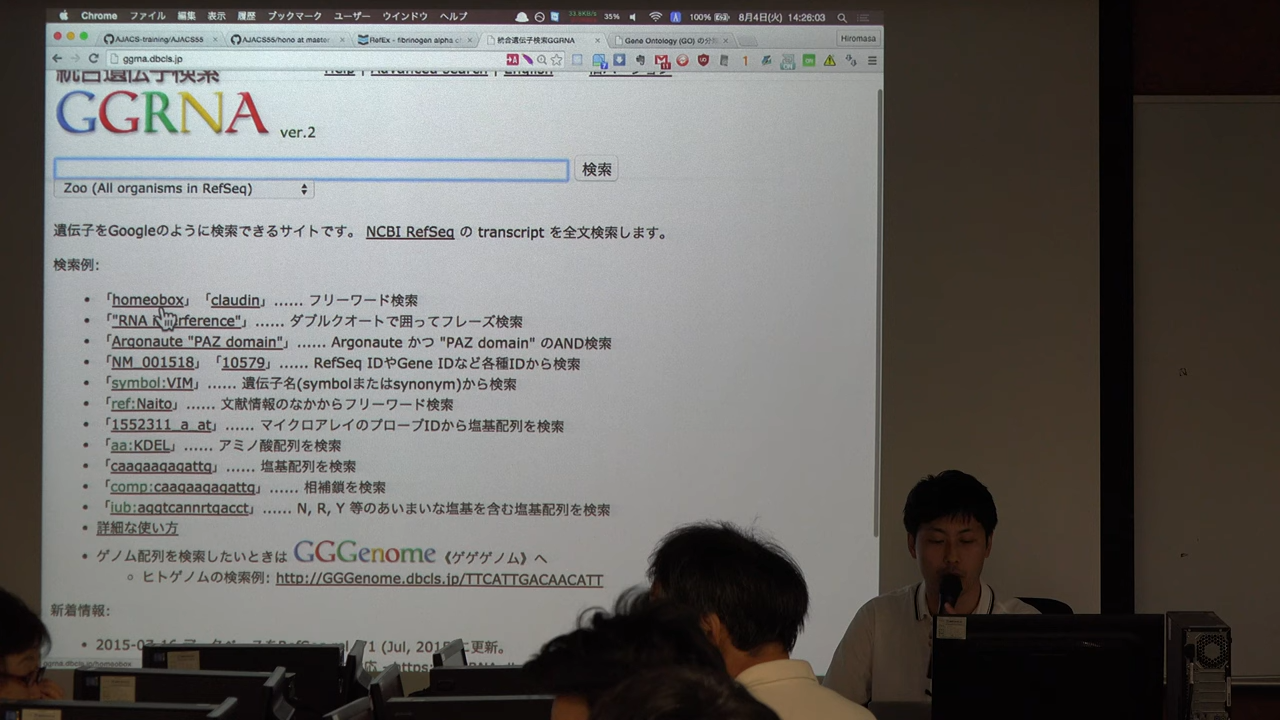 Chrome ファイル 編集 表示 履歴 ブックマーク ユーザー ウインドウ ヘルプ 35% 100% 8月4日(火) 14:26:03
AJACS-training/AJACS55 AJACS55/hono at master RefEx - fibrinogen alpha c 統合遺伝子検索GGRNA Gene Ontology (GO) の分類 Hiromasa
ggrna.dbcls.jp
統合遺伝子検索 Help | Advanced search | English
GGRNA ver.2
検索
Zoo (All organisms in RefSeq)
遺伝子をGoogleのように検索できるサイトです。 NCBI RefSeq の transcript を全文検索します。
検索例:
• 「homeobox」 「claudin」 ...... フリーワード検索
• 「"RNA interference"」 ...... ダブルクオートで囲ってフレーズ検索
• 「Argonaute "PAZ domain"」 ...... Argonaute かつ "PAZ domain" のAND検索
• 「NM_001518」 「10579」 ...... RefSeq IDやGene IDなど各種IDから検索
• 「symbol:VIM」 ...... 遺伝子名(symbolまたはsynonym)から検索
• 「ref:Naito」 ...... 文献情報のなかからフリーワード検索
• 「1552311_a_at」 ...... マイクロアレイのプローブIDから塩基配列を検索
• 「aa:KDEL」 ...... アミノ酸配列を検索
• 「caagaagagattg」 ...... 塩基配列を検索
• 「comp:caagaagagattg」 ...... 相補鎖を検索
• 「iub:aggtcannrtgacct」 ...... N, R, Y 等のあいまいな塩基を含む塩基配列を検索
• 詳細な使い方
• ゲノム配列を検索したいときは GGGenome 《ゲゲゲノム》へ
○ ヒトゲノムの検索例: http://GGGenome.dbcls.jp/TTCATTGACAACATT
新着情報:
ggrna.dbcls.jp/homeobox